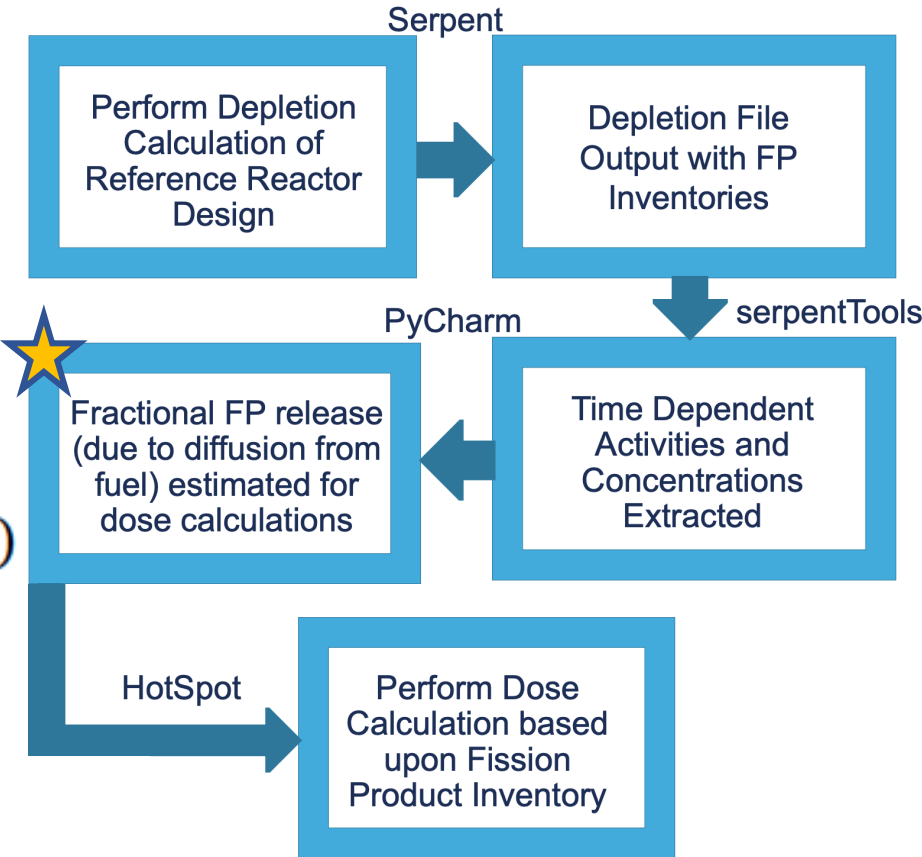 Serpent
Perform Depletion
Calculation of
Reference Reactor
Design
Depletion File
Output with FP
Inventories
serpentTools
Time Dependent
Activities and
Concentrations
Extracted
PyCharm
Fractional FP release
(due to diffusion from
fuel) estimated for
dose calculations
)
HotSpot
Perform Dose
Calculation based
upon Fission
Product Inventory